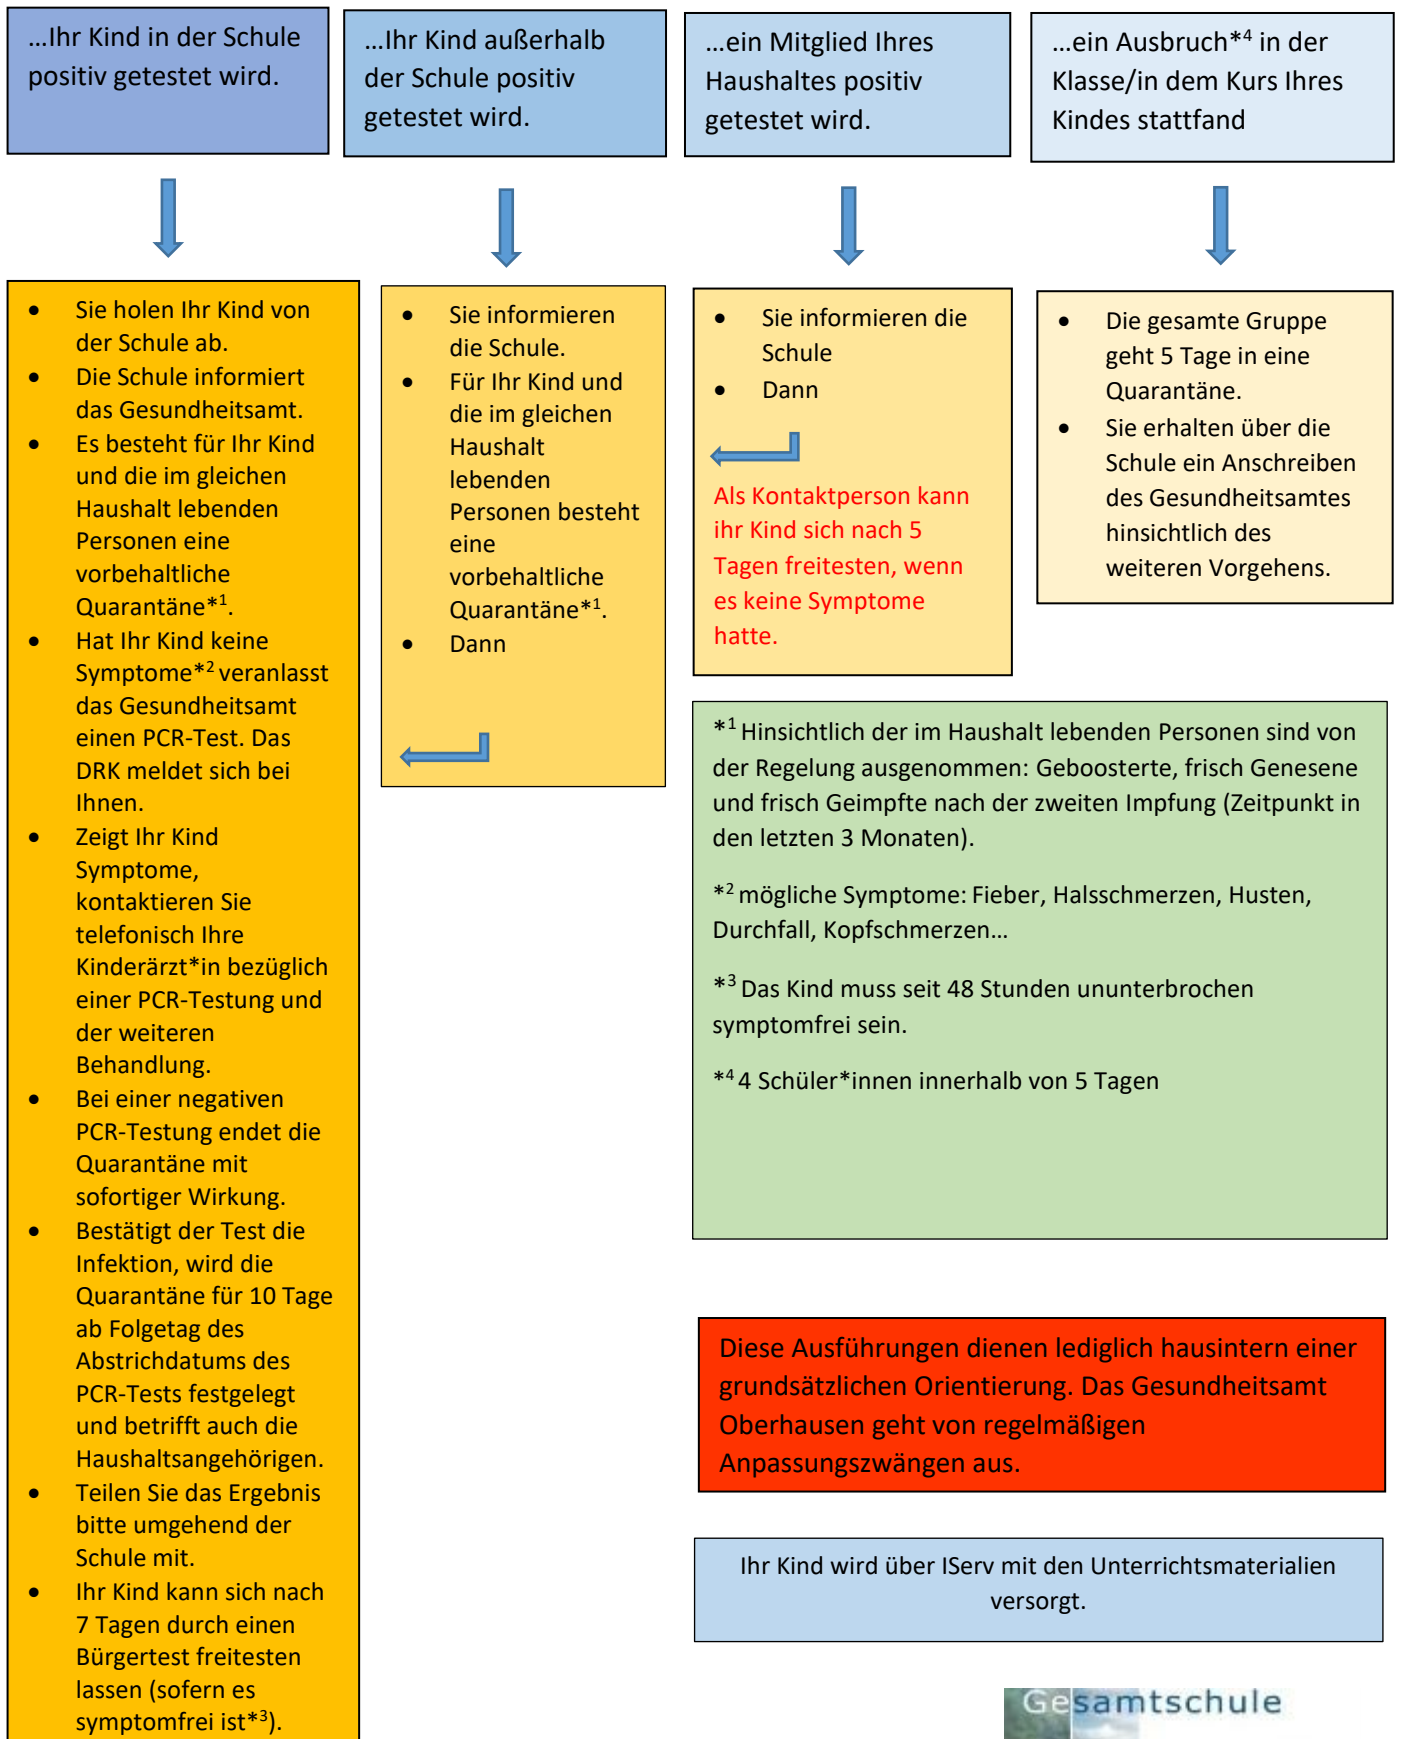 ...Ihr Kind in der Schule
positiv getestet wird.
...Ihr Kind außerhalb
der Schule positiv
getestet wird.
...ein Mitglied Ihres
Haushaltes positiv
getestet wird.
...ein Ausbruch*4 in der
Klasse/in dem Kurs Ihres
Kindes stattfand
• Sie holen Ihr Kind von
der Schule ab.
• Die Schule informiert
das Gesundheitsamt.
• Es besteht für Ihr Kind
und die im gleichen
Haushalt lebenden
Personen eine
vorbehaltliche
Quarantäne*1.
• Hat Ihr Kind keine
Symptome*2 veranlasst
das Gesundheitsamt
einen PCR-Test. Das
DRK meldet sich bei
Ihnen.
• Zeigt Ihr Kind
Symptome,
kontaktieren Sie
telefonisch Ihre
Kinderärzt*in bezüglich
einer PCR-Testung und
der weiteren
Behandlung.
• Bei einer negativen
PCR-Testung endet die
Quarantäne mit
sofortiger Wirkung.
• Bestätigt der Test die
Infektion, wird die
Quarantäne für 10 Tage
ab Folgetag des
Abstrichdatums des
PCR-Tests festgelegt
und betrifft auch die
Haushaltsangehörigen.
• Teilen Sie das Ergebnis
bitte umgehend der
Schule mit.
• Ihr Kind kann sich nach
7 Tagen durch einen
Bürgertest freitesten
lassen (sofern es
symptomfrei ist*3).
• Sie informieren
die Schule.
• Für Ihr Kind und
die im gleichen
Haushalt
lebenden
Personen besteht
eine
vorbehaltliche
Quarantäne*1.
• Dann
• Sie informieren die
Schule
• Dann
Als Kontaktperson kann
ihr Kind sich nach 5
Tagen freitesten, wenn
es keine Symptome
hatte.
• Die gesamte Gruppe
geht 5 Tage in eine
Quarantäne.
• Sie erhalten über die
Schule ein Anschreiben
des Gesundheitsamtes
hinsichtlich des
weiteren Vorgehens.
*1 Hinsichtlich der im Haushalt lebenden Personen sind von
der Regelung ausgenommen: Geboosterte, frisch Genesene
und frisch Geimpfte nach der zweiten Impfung (Zeitpunkt in
den letzten 3 Monaten).
*2 mögliche Symptome: Fieber, Halsschmerzen, Husten,
Durchfall, Kopfschmerzen...
*3 Das Kind muss seit 48 Stunden ununterbrochen
symptomfrei sein.
*4 4 Schüler*innen innerhalb von 5 Tagen
Diese Ausführungen dienen lediglich hausintern einer
grundsätzlichen Orientierung. Das Gesundheitsamt
Oberhausen geht von regelmäßigen
Anpassungszwängen aus.
Ihr Kind wird über IServ mit den Unterrichtsmaterialien
versorgt.
Gesamtschule